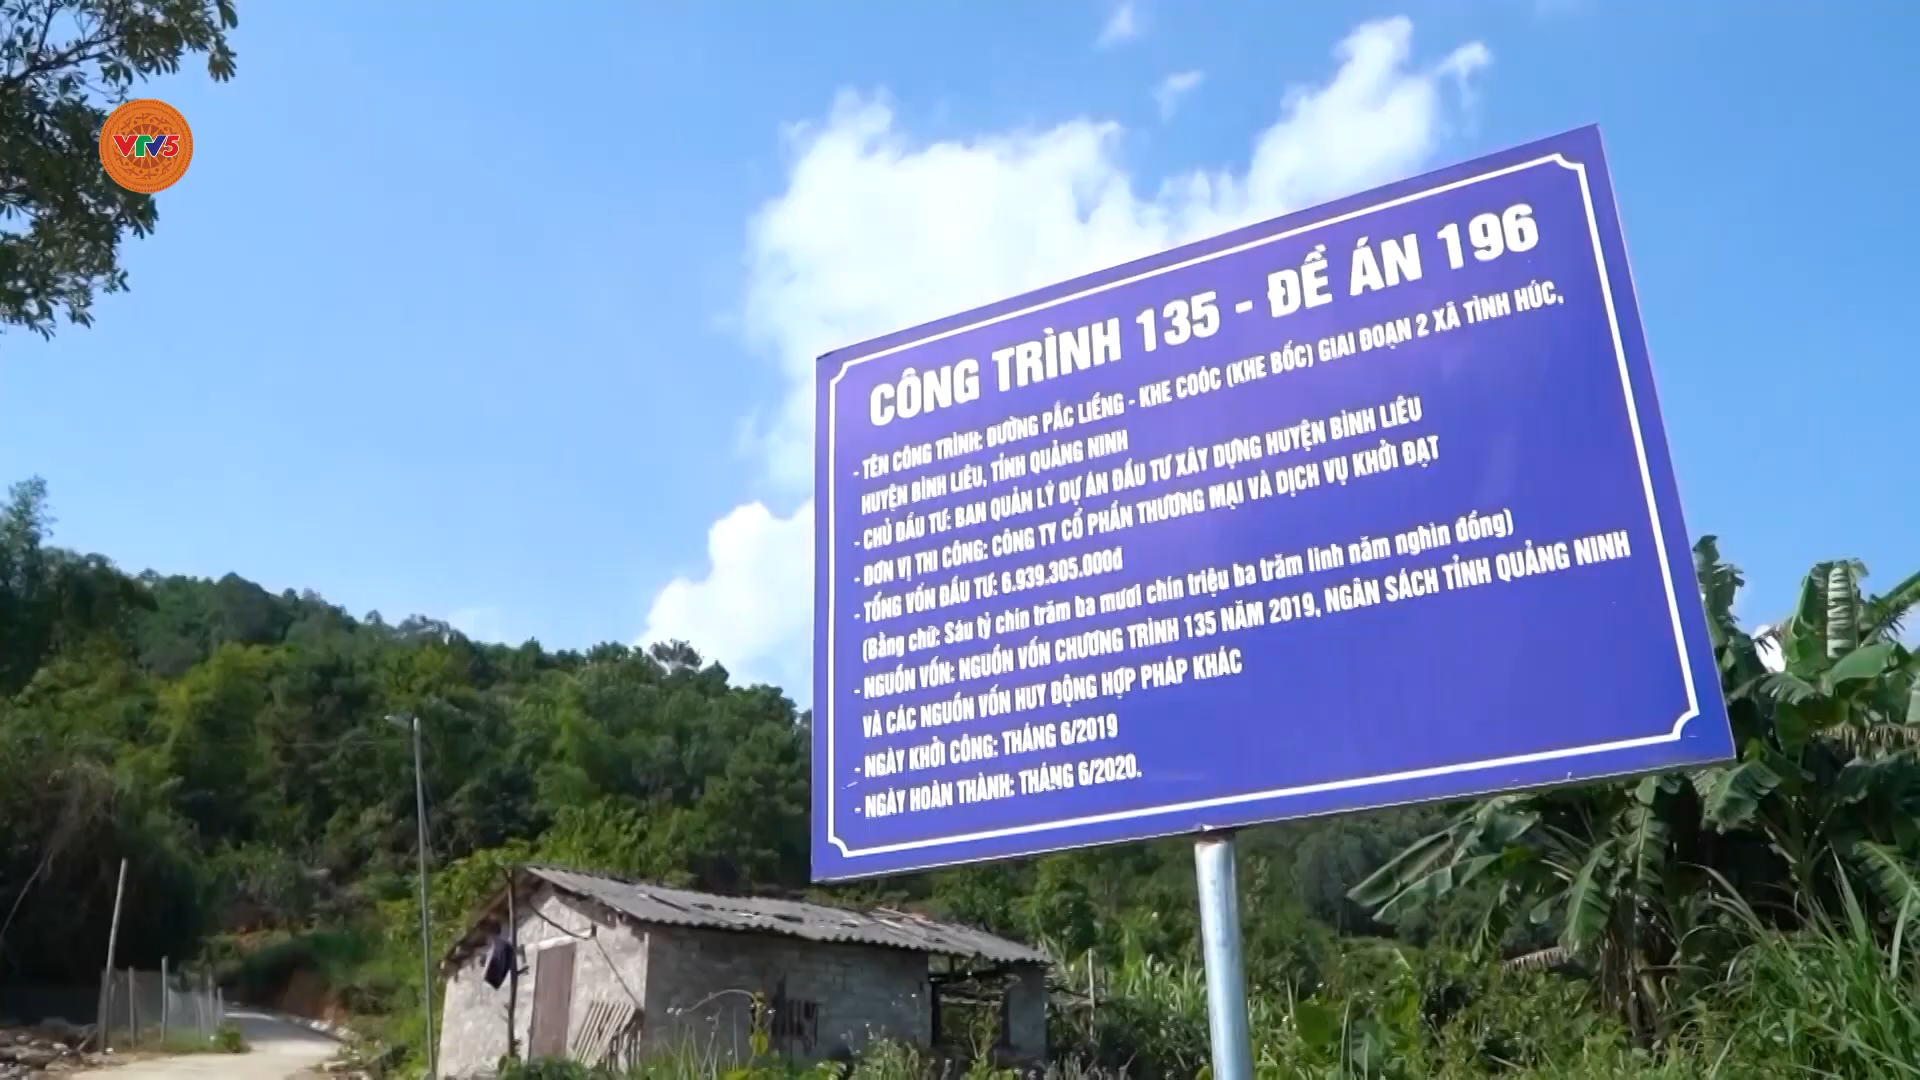 VTV5
CÔNG TRÌNH 135 - ĐỀ ÁN 196
- TÊN CÔNG TRÌNH: ĐƯỜNG PẮC LIỀNG - KHE COÓC (KHE BỐC) GIAI ĐOẠN 2 XÃ TÌNH HÚC,
HUYỆN BÌNH LIÊU, TỈNH QUẢNG NINH
- CHỦ ĐẦU TƯ: BAN QUẢN LÝ DỰ ÁN ĐẦU TƯ XÂY DỰNG HUYỆN BÌNH LIÊU
- ĐƠN VỊ THI CÔNG: CÔNG TY CỔ PHẦN THƯƠNG MẠI VÀ DỊCH VỤ KHỞI ĐẠT
- TỔNG VỐN ĐẦU TƯ: 6.939.305.000đ
(Bằng chữ: Sáu tỷ chín trăm ba mươi chín triệu ba trăm linh năm nghìn đồng)
- NGUỒN VỐN: NGUỒN VỐN CHƯƠNG TRÌNH 135 NĂM 2019, NGÂN SÁCH TỈNH QUẢNG NINH
VÀ CÁC NGUỒN VỐN HUY ĐỘNG HỢP PHÁP KHÁC
- NGÀY KHỞI CÔNG: THÁNG 6/2019
- NGÀY HOÀN THÀNH: THÁNG 6/2020.